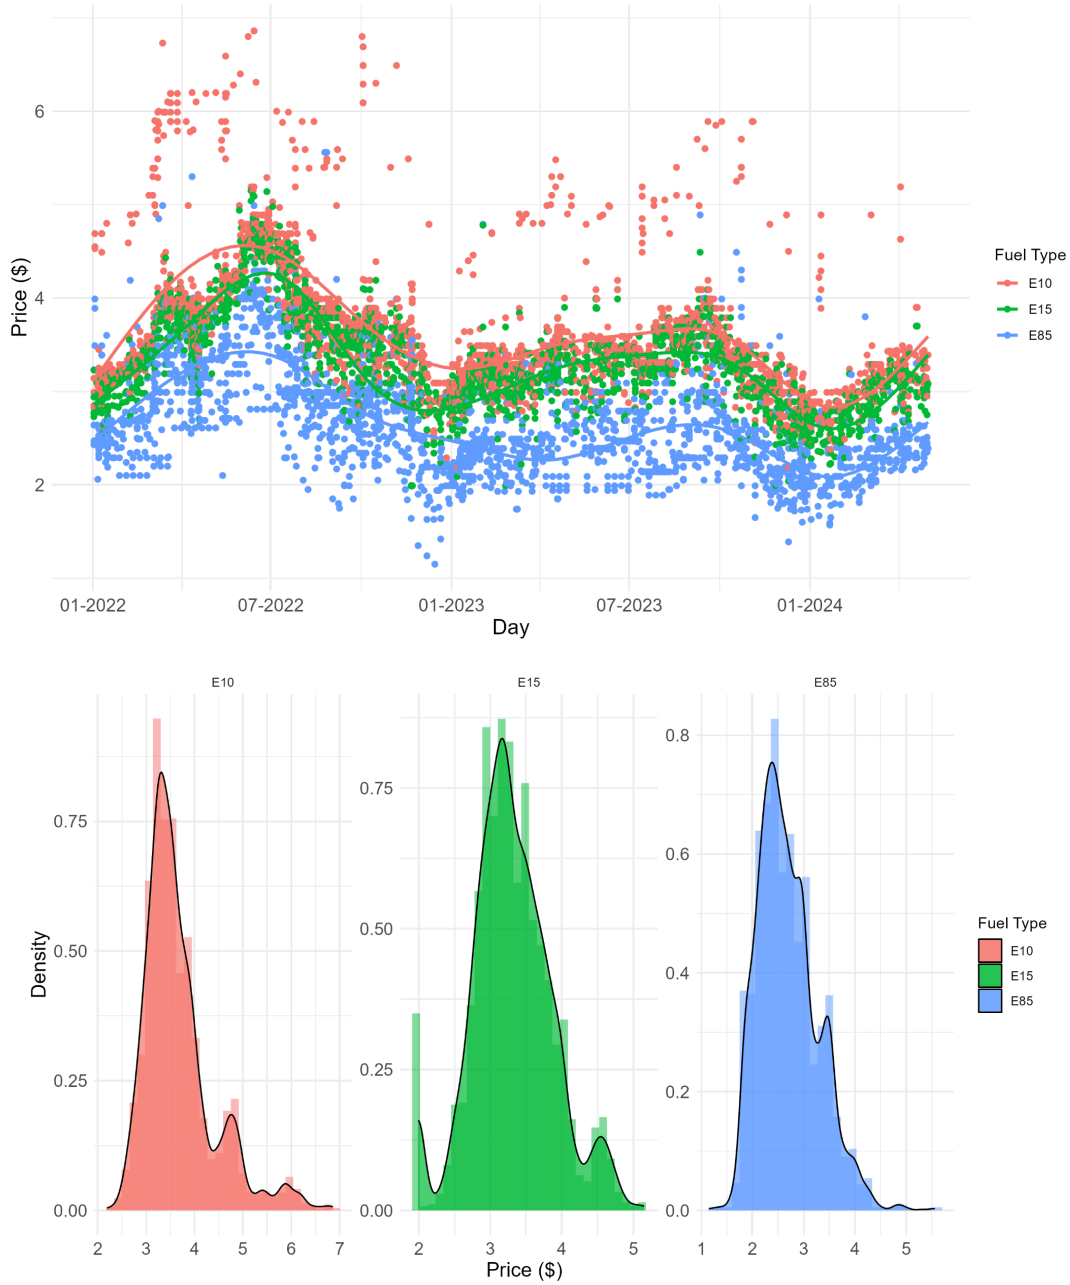 Price ($)
6
4
2
01-2022 07-2022 01-2023 07-2023 01-2024
Day
Fuel Type
E10
E15
E85
E10 E15 E85
Density
0.75
0.50
0.25
0.00
2 3 4 5 6 7
0.75
0.50
0.25
0.00
2 3 4 5
0.8
0.6
0.4
0.2
0.0
1 2 3 4 5
Price ($)
Fuel Type
E10
E15
E85